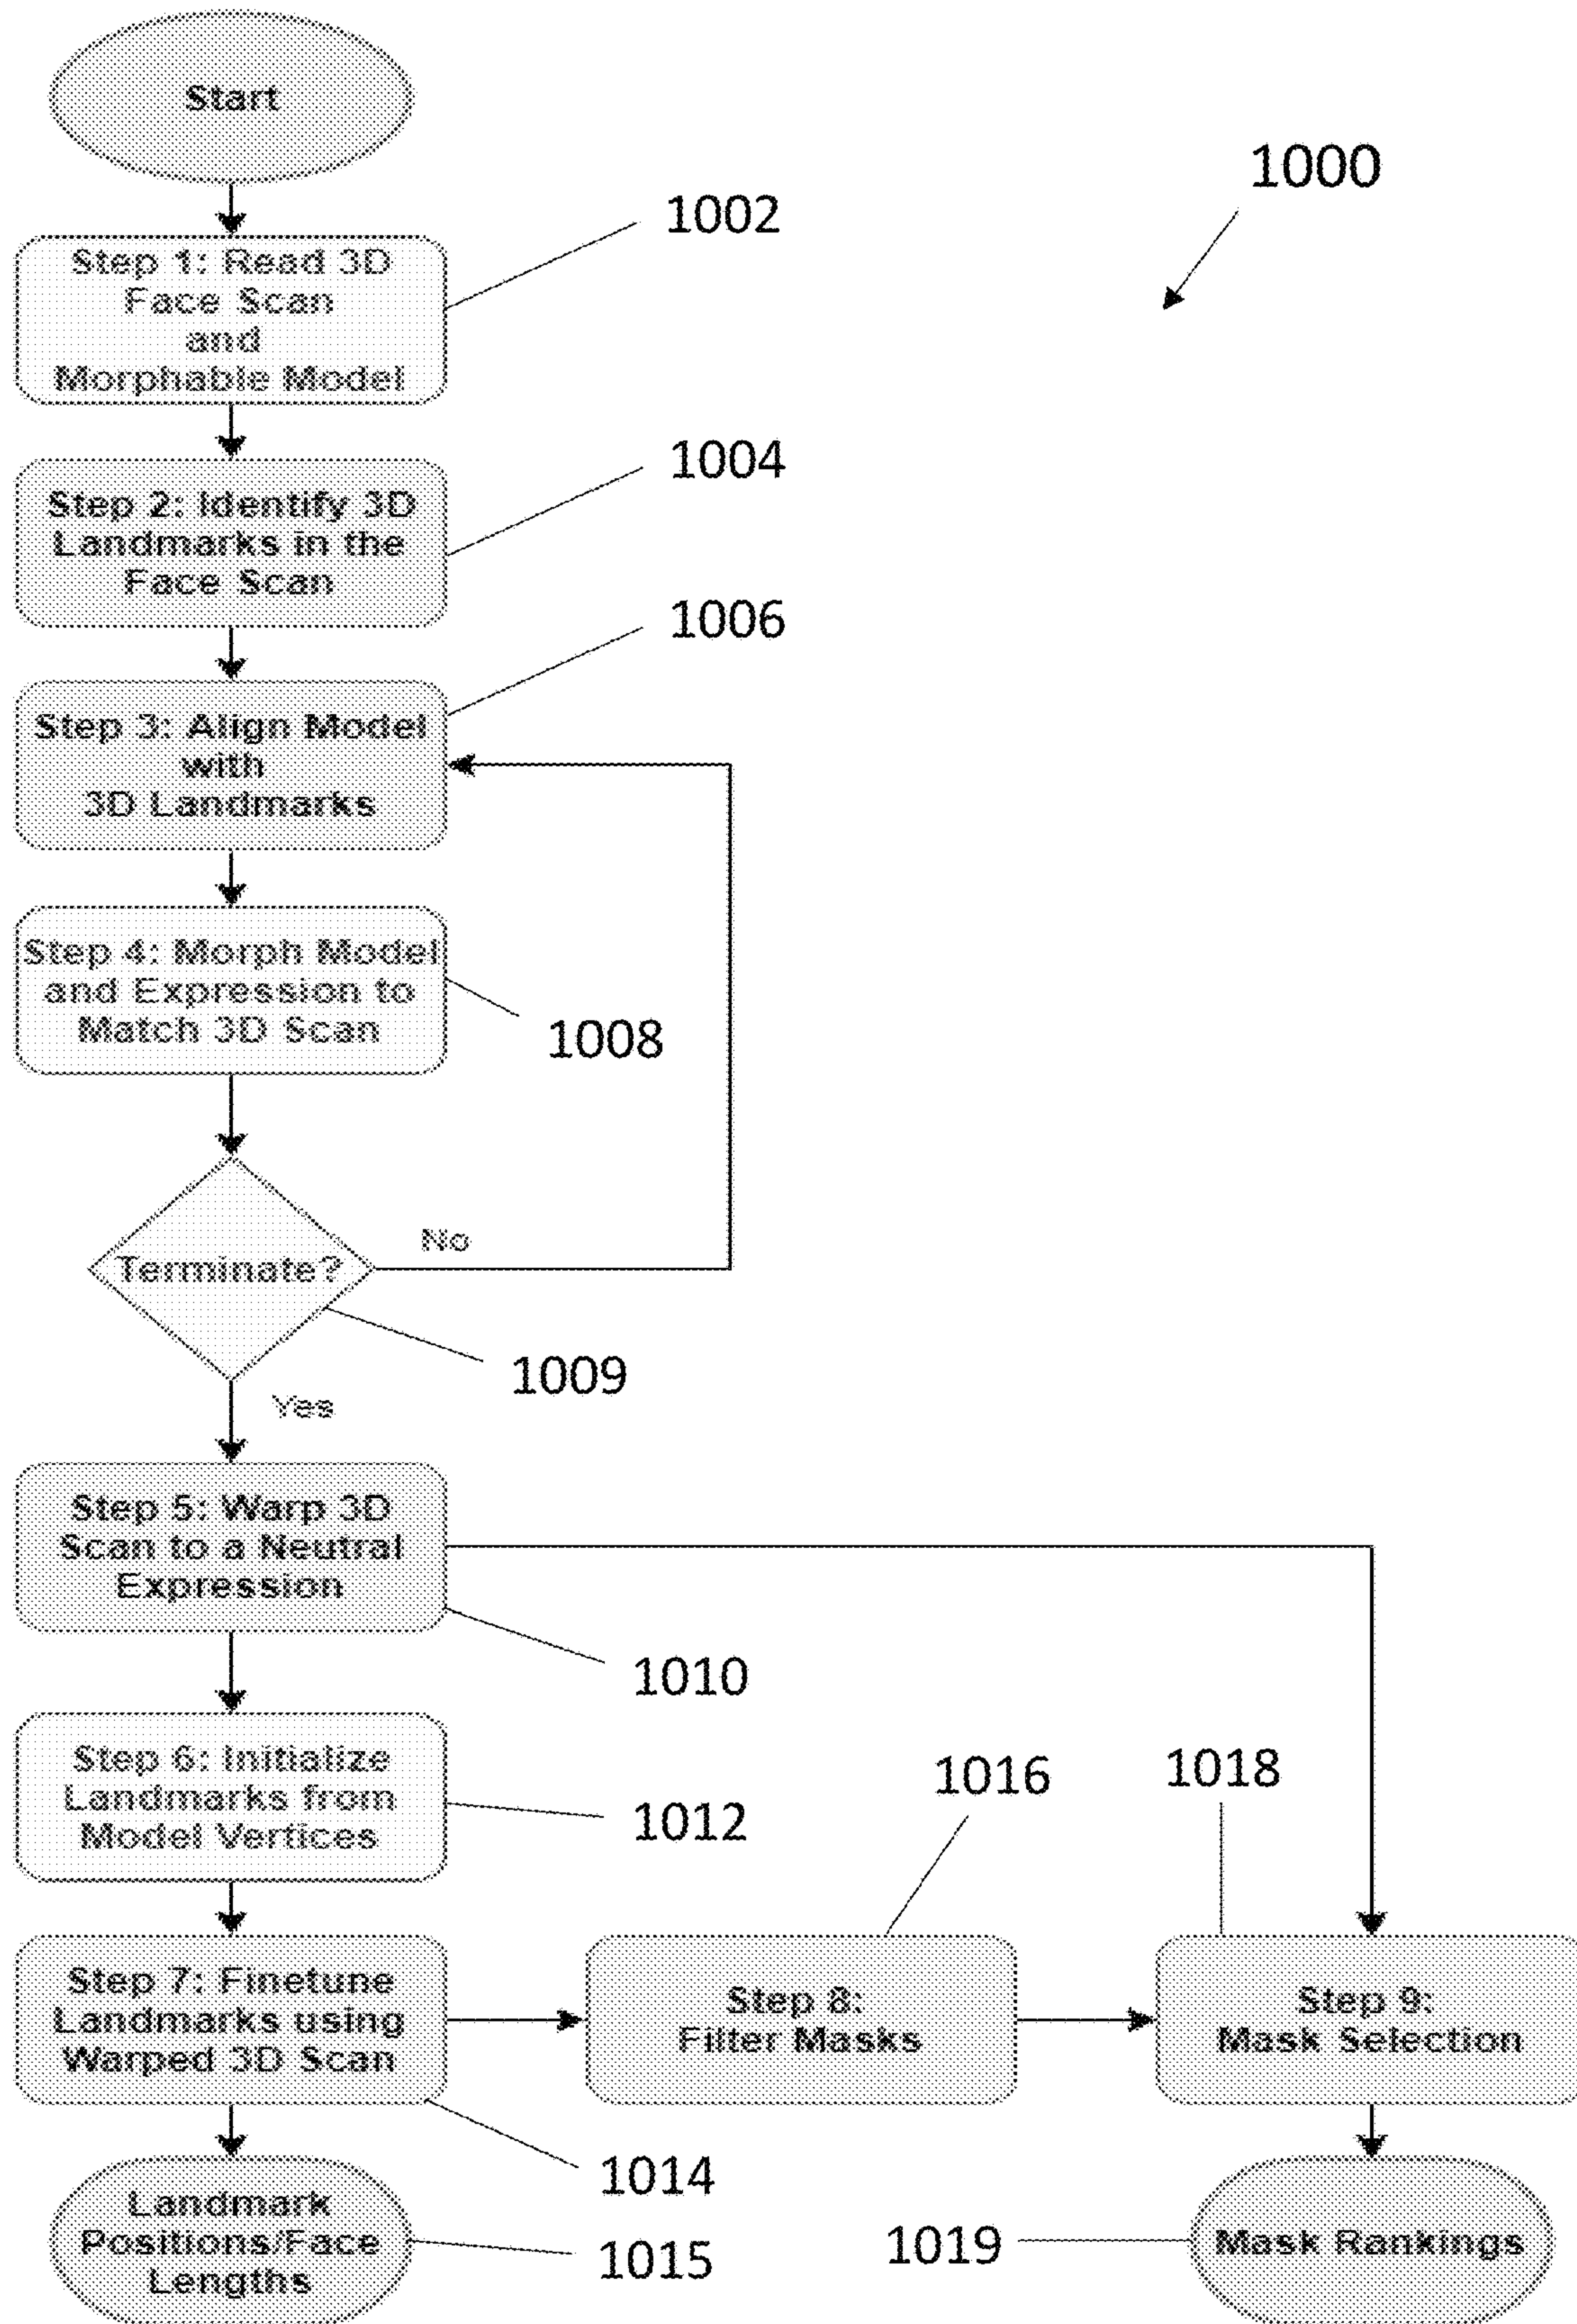 Start
1000
1002
Step 1: Read 3D
Face Scan
and
Morphable Model
1004
Step 2: Identify 3D
Landmarks in the
Face Scan
1006
Step 3: Align Model
with
3D Landmarks
Step 4: Morph Model
and Expression to
Match 3D Scan
1008
No
Terminate?
1009
Yes
Step 5: Warp 3D
Scan to a Neutral
Expression
1010
Step 6: Initialize
Landmarks from
Model Vertices
1012
1016
1018
Step 7: Finetune
Landmarks using
Warped 3D Scan
Step 8:
Filter Masks
Step 9:
Mask Selection
1014
Landmark
Positions/Face
Lengths
1015
1019
Mask Rankings